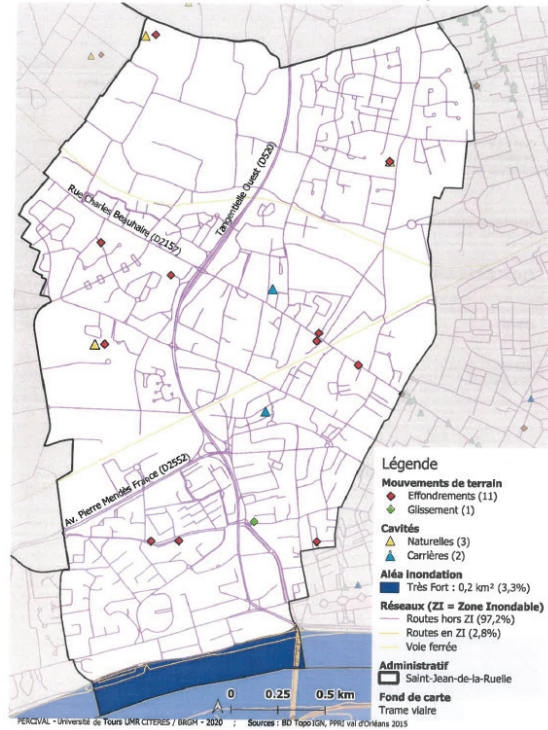 Tangentielle Ouest (D520)
Rue Charles Beauhaire (D2157)
Av. Pierre Mendès France (D2552)
Légende
Mouvements de terrain
Effondrements (11)
Glissement (1)
Cavités
Naturelles (3)
Carrières (2)
Aléa inondation
Très Fort : 0,2 km² (3,3%)
Réseaux (ZI = Zone Inondable)
Routes hors ZI (97,2%)
Routes en ZI (2,8%)
Voie ferrée
Administratif
Saint-Jean-de-la-Ruelle
Fond de carte
Trame viaire
0 0.25 0.5 km
PERCIVAL - Université de Tours UMR CITERES / BRGM - 2020 ; Sources : BD Topo IGN, PPRI val d'Orléans 2015